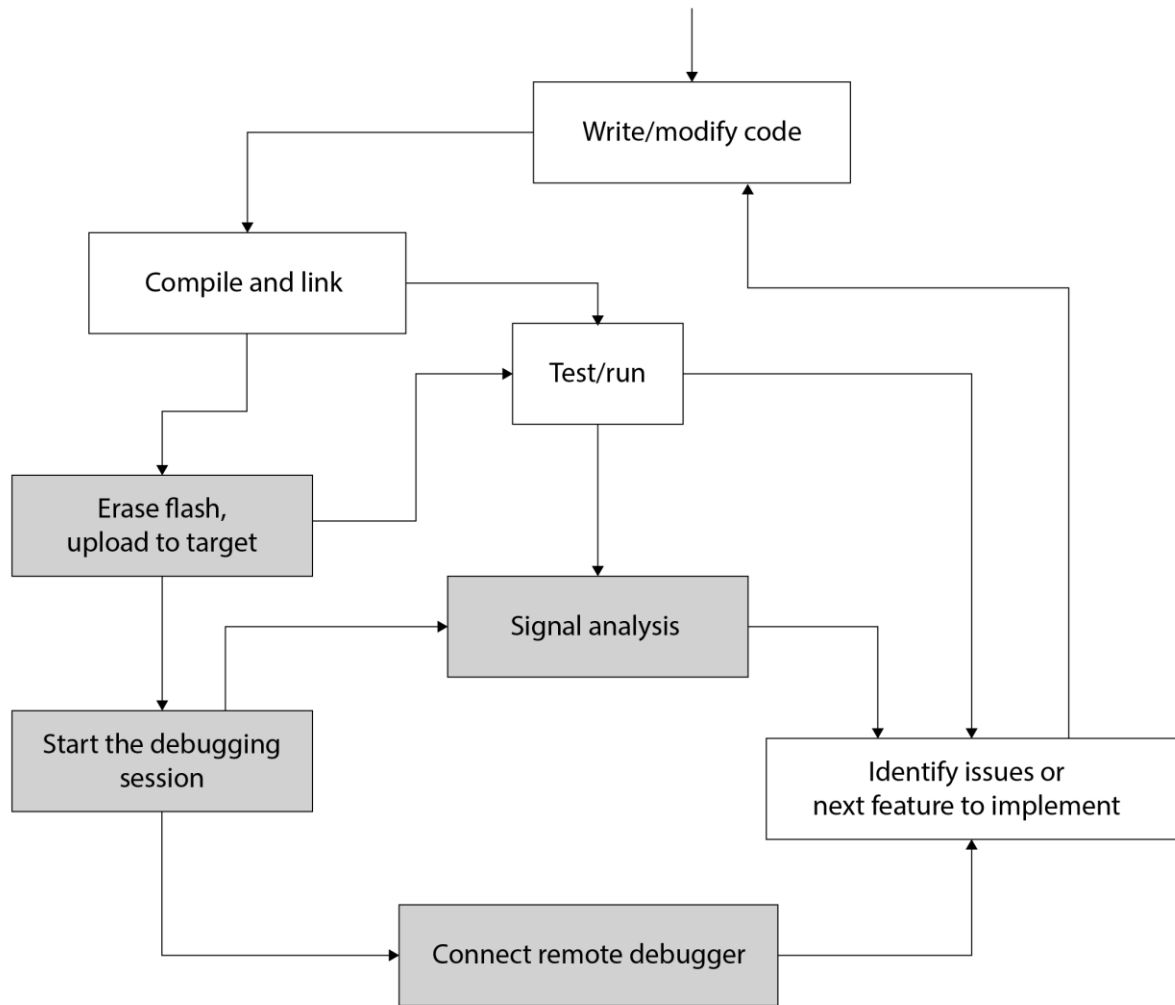 Write/modify code
Compile and link
Test/run
Erase flash,
upload to target
Signal analysis
Start the debugging
session
Identify issues or
next feature to implement
Connect remote debugger